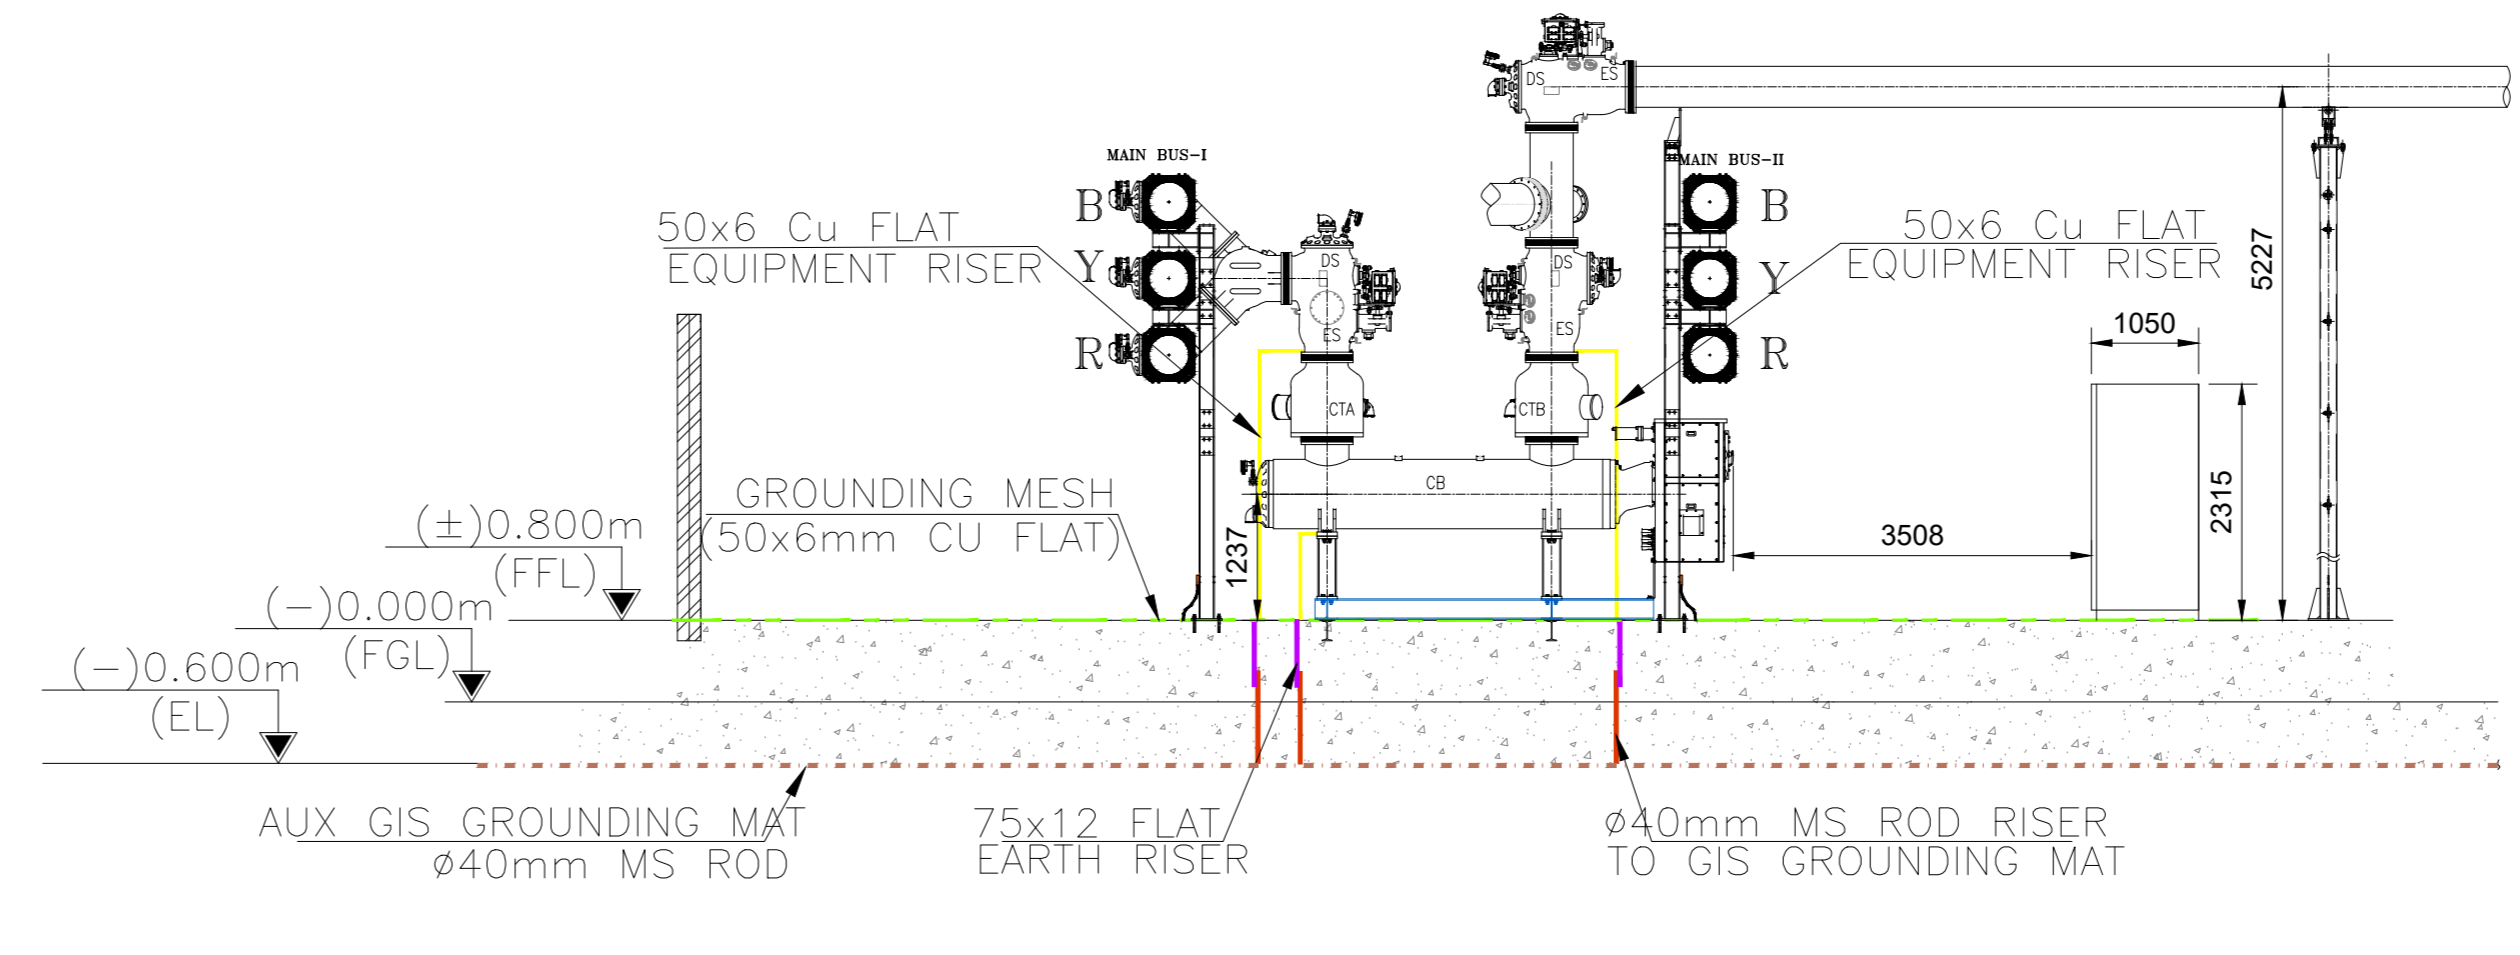 DS
ES
MAIN BUS-I
MAIN BUS-II
B
B
50x6 Cu FLAT
EQUIPMENT RISER
50x6 Cu FLAT
EQUIPMENT RISER
Y
DS
DS
Y
5227
ES
ES
1050
R
R
CTA
CTB
GROUNDING MESH
(50x6mm CU FLAT)
CB
2315
(±)0.800m
(FFL)
1237
3508
(-)0.000m
(FGL)
(-)0.600m
(EL)
AUX GIS GROUNDING MAT
ø40mm MS ROD
75x12 FLAT
EARTH RISER
ø40mm MS ROD RISER
TO GIS GROUNDING MAT